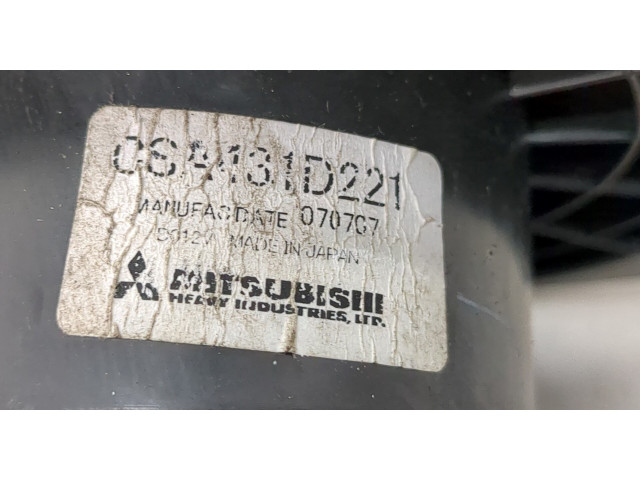 CSA431D221
MANUFAC.DATE 070707
DC12V MADE IN JAPAN
MITSUBISHI
HEAVY INDUSTRIES, LTD.